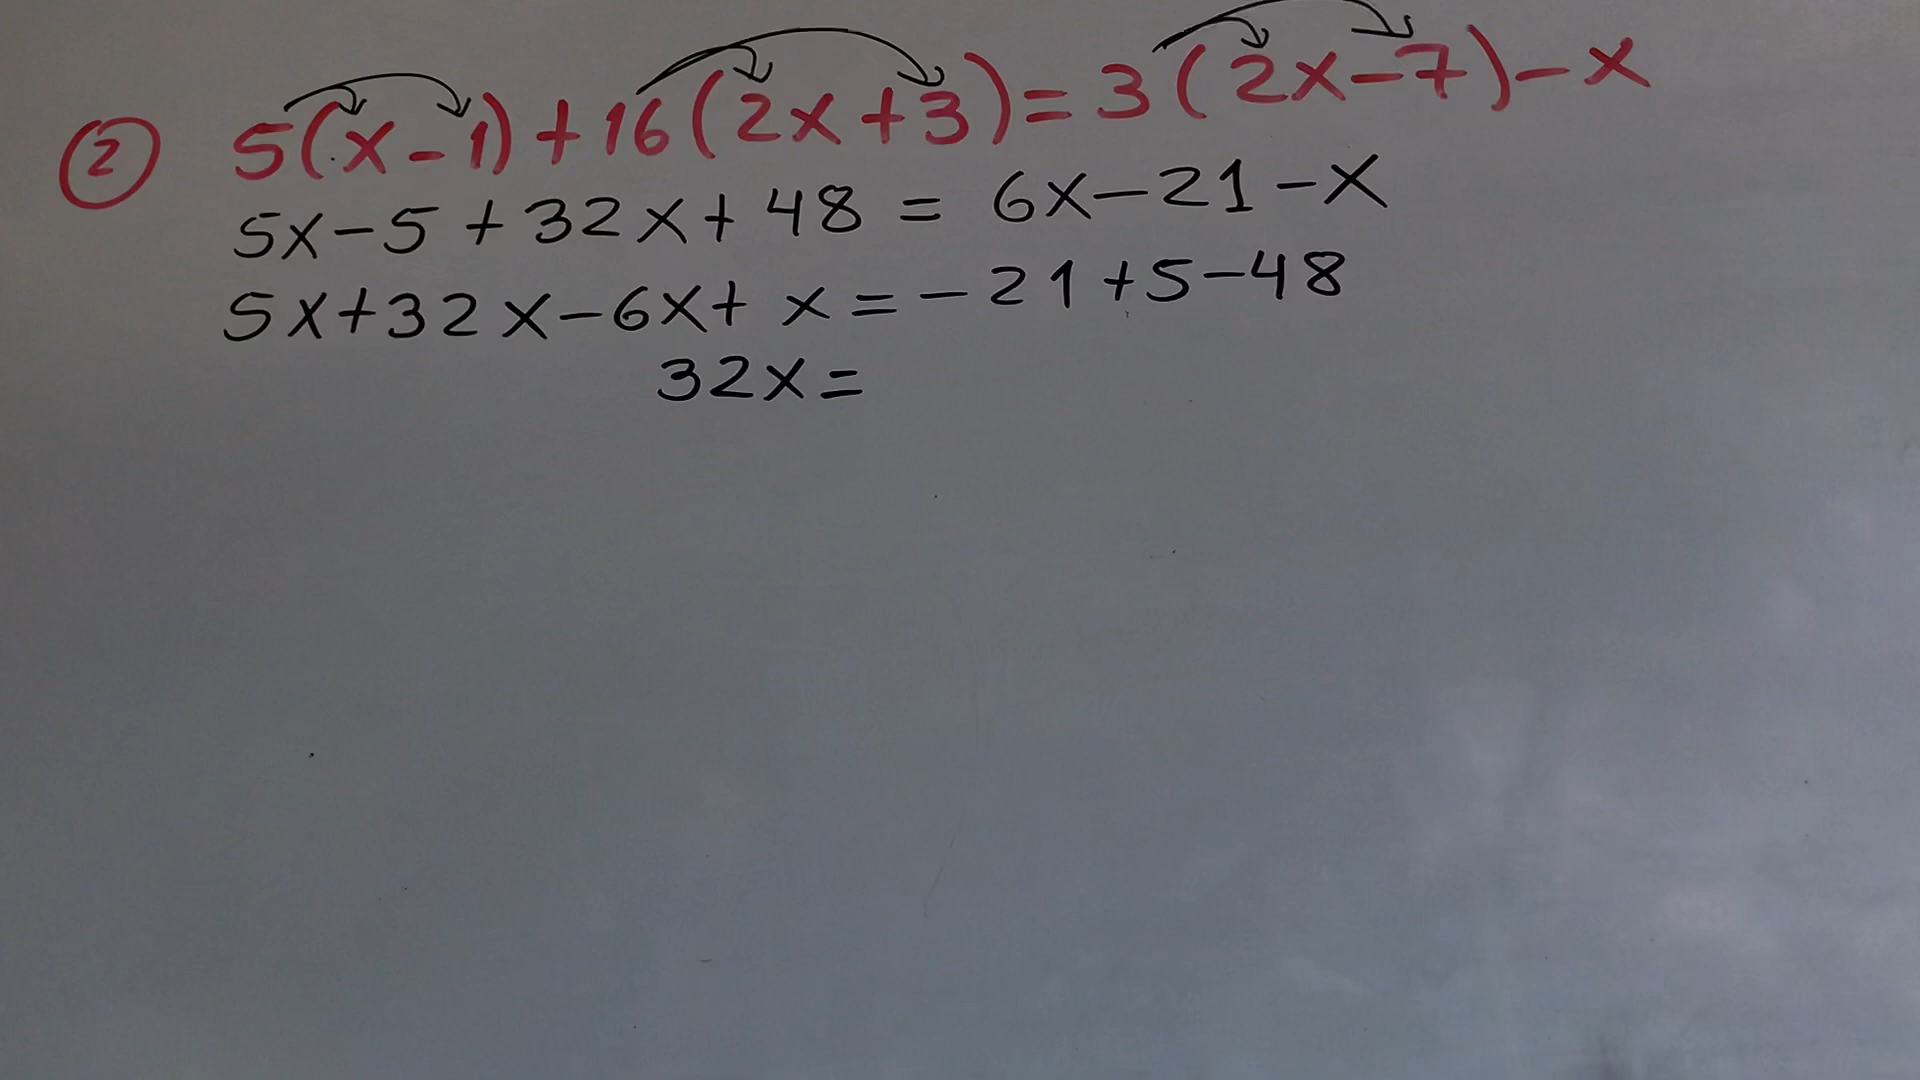 ② 5(x-1)+16(2x+3)=3(2x-7)-x
5x-5+32x+48=6x-21-x
5x+32x-6x+x=-21+5-48
32x=